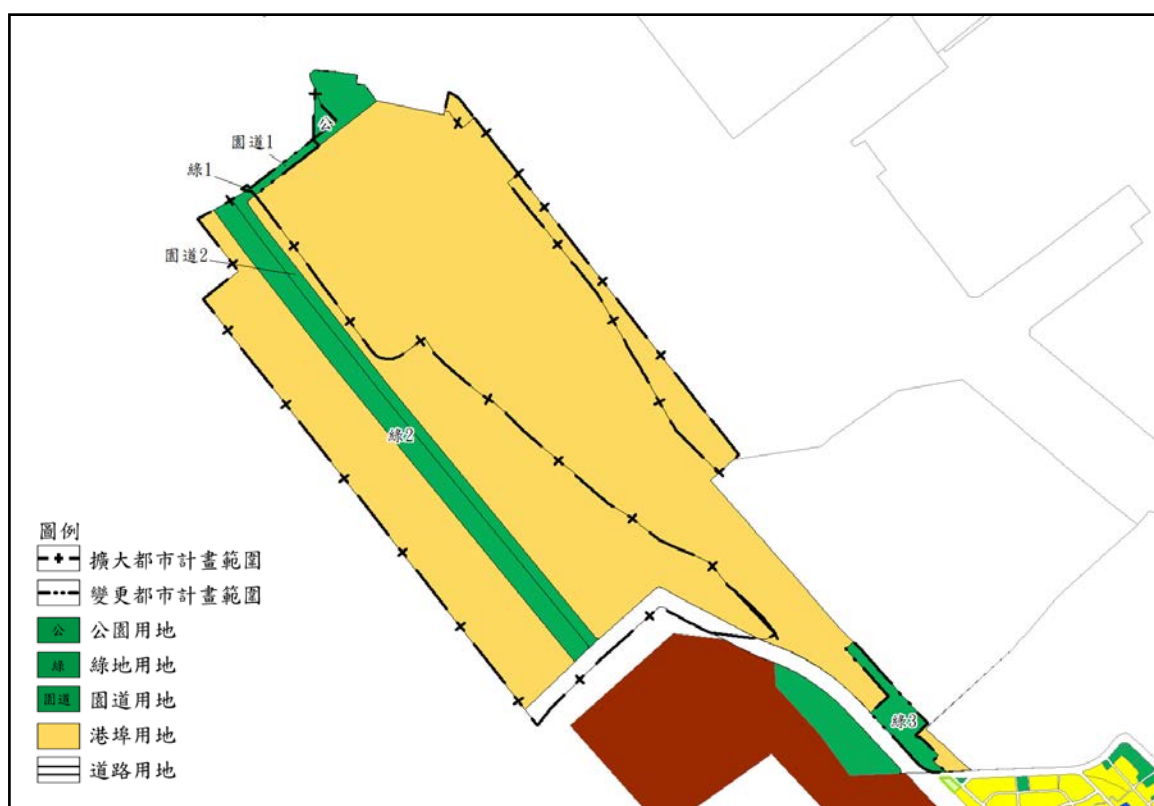 公
園道1
綠1
園道2
綠2
綠3
圖例
擴大都市計畫範圍
變更都市計畫範圍
公 公園用地
綠 綠地用地
園道 園道用地
港埠用地
道路用地